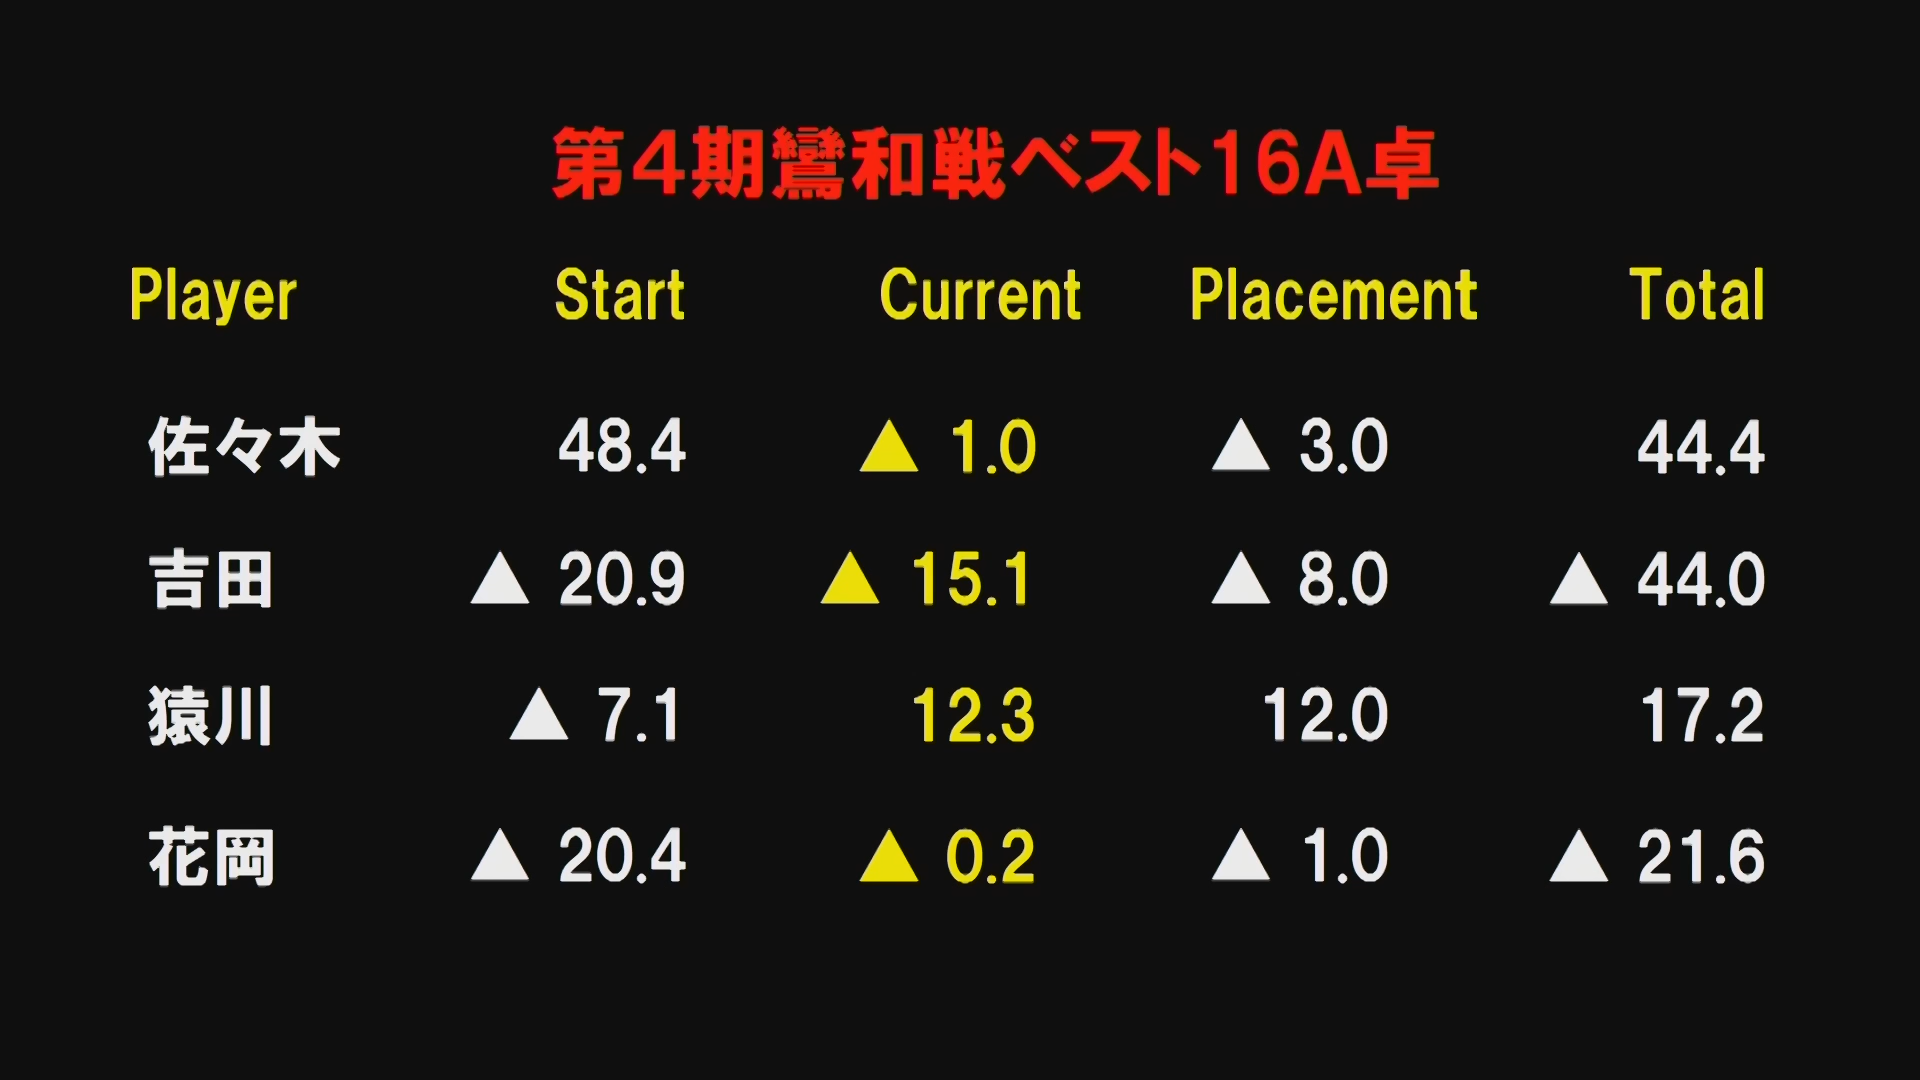 第4期鸞和戦ベスト16A卓
Player Start Current Placement Total
佐々木 48.4 ▲ 1.0 ▲ 3.0 44.4
吉田 ▲ 20.9 ▲ 15.1 ▲ 8.0 ▲ 44.0
猿川 ▲ 7.1 12.3 12.0 17.2
花岡 ▲ 20.4 ▲ 0.2 ▲ 1.0 ▲ 21.6